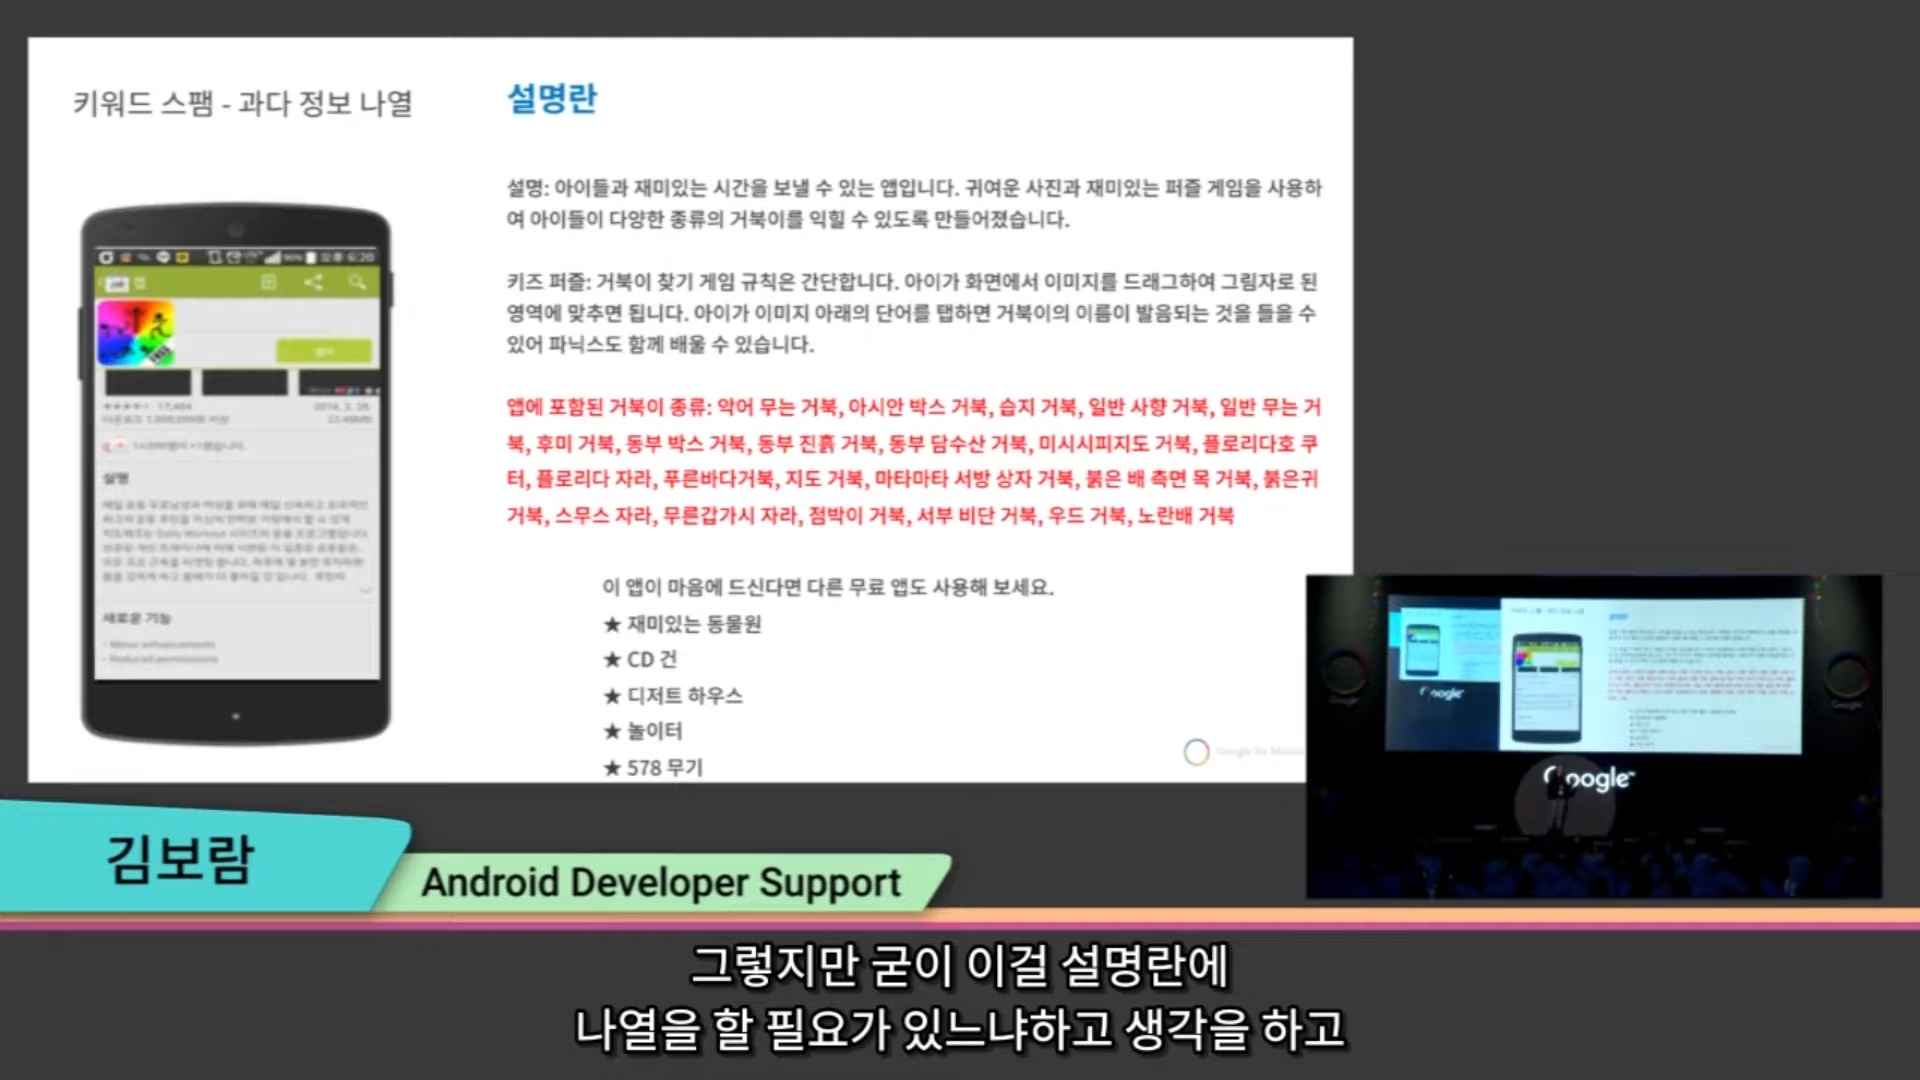 키워드 스팸 - 과다 정보 나열
설명란
설명: 아이들과 재미있는 시간을 보낼 수 있는 앱입니다. 귀여운 사진과 재미있는 퍼즐 게임을 사용하
여 아이들이 다양한 종류의 거북이를 익힐 수 있도록 만들어졌습니다.
키즈 퍼즐: 거북이 찾기 게임 규칙은 간단합니다. 아이가 화면에서 이미지를 드래그하여 그림자로 된
영역에 맞추면 됩니다. 아이가 이미지 아래의 단어를 탭하면 거북이의 이름이 발음되는 것을 들을 수
있어 파닉스도 함께 배울 수 있습니다.
앱에 포함된 거북이 종류: 악어 무는 거북, 아시안 박스 거북, 습지 거북, 일반 사향 거북, 일반 무는 거
북, 후미 거북, 동부 박스 거북, 동부 진흙 거북, 동부 담수산 거북, 미시시피지도 거북, 플로리다호 쿠
터, 플로리다 자라, 푸른바다거북, 지도 거북, 마타마타 서방 상자 거북, 붉은 배 측면 목 거북, 붉은귀
거북, 스무스 자라, 무른갑가시 자라, 점박이 거북, 서부 비단 거북, 우드 거북, 노란배 거북
이 앱이 마음에 드신다면 다른 무료 앱도 사용해 보세요.
★ 재미있는 동물원
★ CD 건
★ 디저트 하우스
★ 놀이터
★ 578 무기
오후 6:20
설명
새로운 기능
- Minor enhancements
- Reduced permissions
Google
Google
김보람
Android Developer Support
그렇지만 굳이 이걸 설명란에
나열을 할 필요가 있느냐하고 생각을 하고